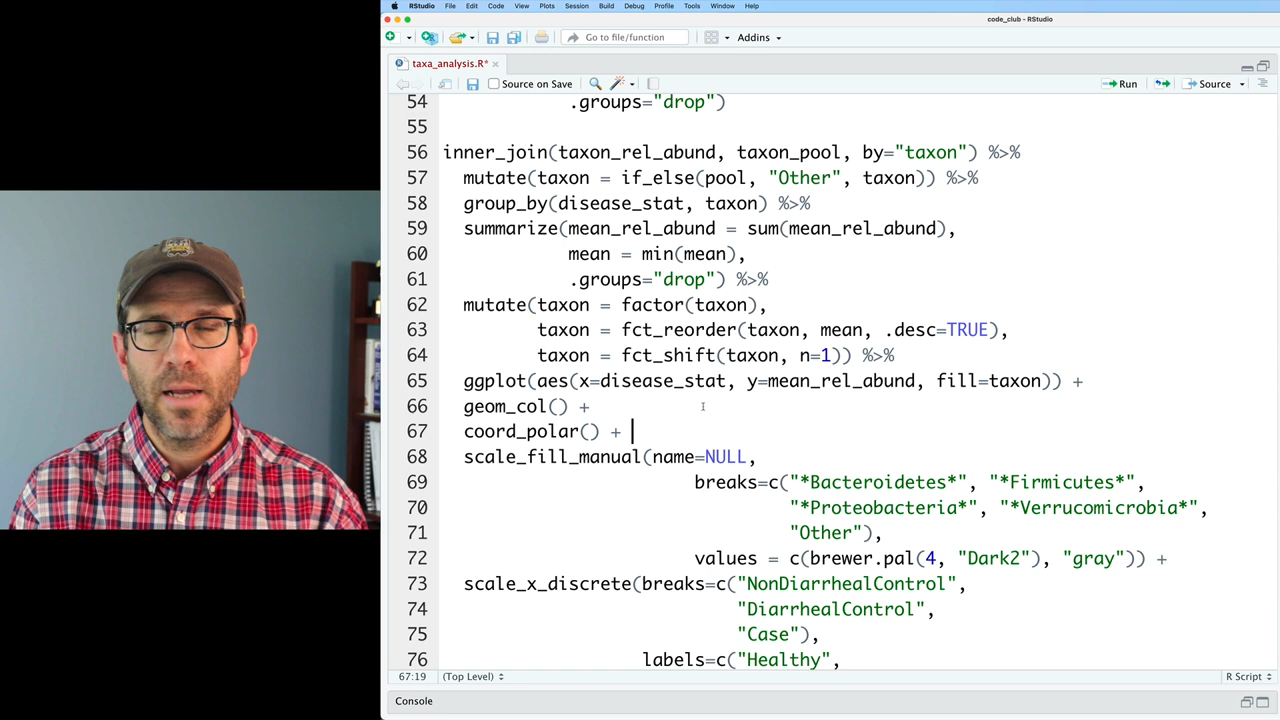 RStudio File Edit Code View Plots Session Build Debug Profile Tools Window Help
code_club - RStudio
Go to file/function Addins
taxa_analysis.R*
Source on Save Run Source
54 .groups="drop")
55
56 inner_join(taxon_rel_abund, taxon_pool, by="taxon") %>%
57 mutate(taxon = if_else(pool, "Other", taxon)) %>%
58 group_by(disease_stat, taxon) %>%
59 summarize(mean_rel_abund = sum(mean_rel_abund),
60 mean = min(mean),
61 .groups="drop") %>%
62 mutate(taxon = factor(taxon),
63 taxon = fct_reorder(taxon, mean, .desc=TRUE),
64 taxon = fct_shift(taxon, n=1)) %>%
65 ggplot(aes(x=disease_stat, y=mean_rel_abund, fill=taxon)) +
66 geom_col() +
67 coord_polar() +
68 scale_fill_manual(name=NULL,
69 breaks=c("*Bacteroidetes*", "*Firmicutes*",
70 "*Proteobacteria*", "*Verrucomicrobia*",
71 "Other"),
72 values = c(brewer.pal(4, "Dark2"), "gray")) +
73 scale_x_discrete(breaks=c("NonDiarrhealControl",
74 "DiarrhealControl",
75 "Case"),
76 labels=c("Healthy",
67:19 (Top Level) R Script
Console